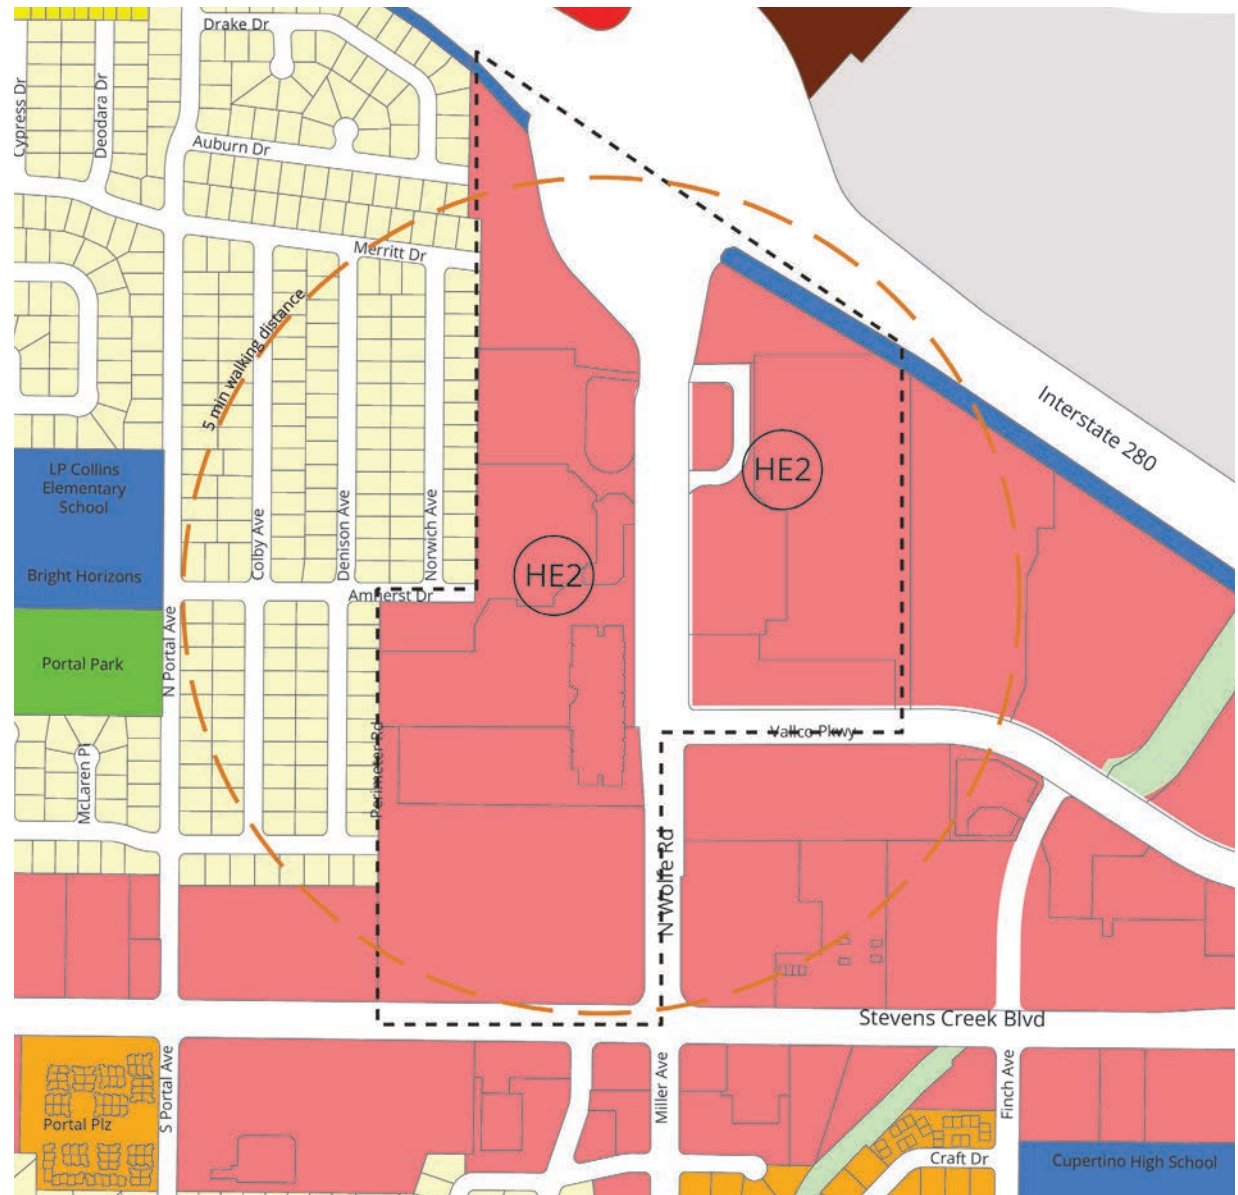 Drake Dr
Cypress Dr
Deodara Dr
Auburn Dr
Merritt Dr
5 min walking distance
Interstate 280
HE2
LP Collins
Elementary
School
Bright Horizons
Colby Ave
Denison Ave
Norwich Ave
HE2
Amherst Dr
Portal Park
N Portal Ave
Vallco Pkwy
Perimeter Rd
McLaren Pl
N Wolfe Rd
Stevens Creek Blvd
S Portal Ave
Miller Ave
Finch Ave
Portal Plz
Craft Dr
Cupertino High School